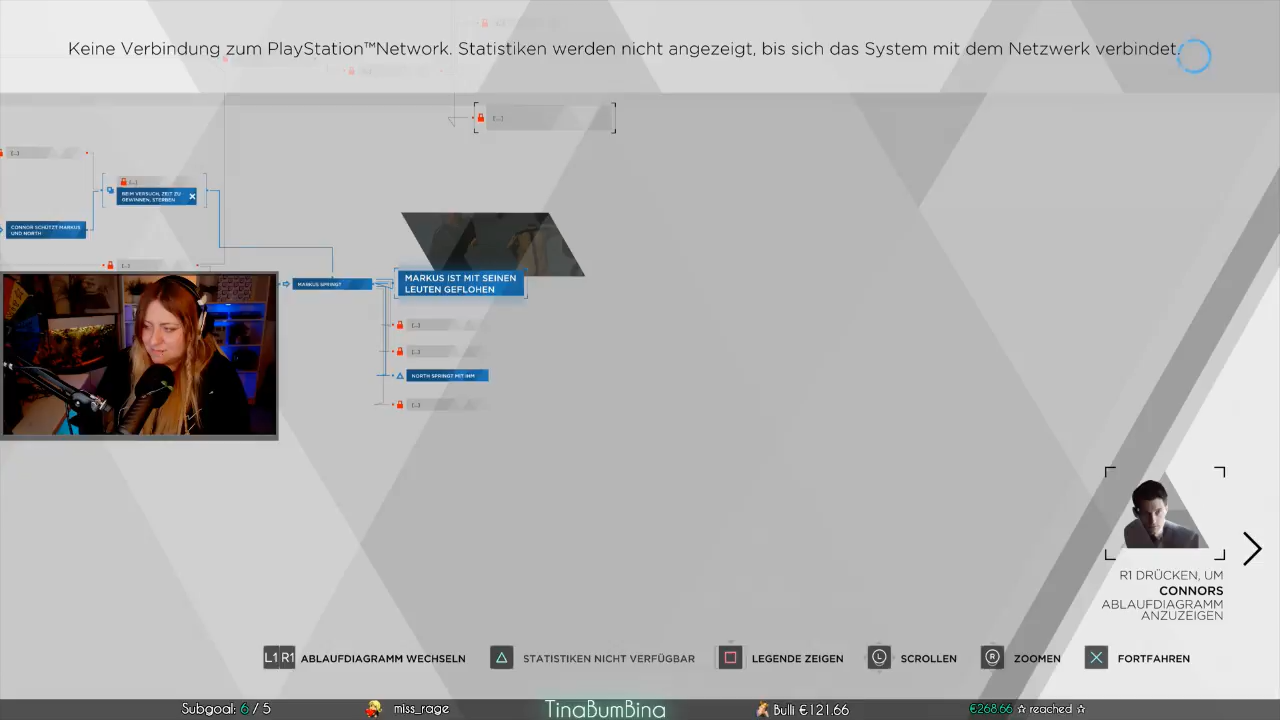 Keine Verbindung zum PlayStation™Network. Statistiken werden nicht angezeigt, bis sich das System mit dem Netzwerk verbindet.
[...]
[...]
[...]
BEIM VERSUCH, ZEIT ZU
GEWINNEN, STERBEN
CONNOR SCHÜTZT MARKUS
UND NORTH
[...]
MARKUS SPRINGT
MARKUS IST MIT SEINEN
LEUTEN GEFLOHEN
[...]
[...]
NORTH SPRINGT MIT IHM
[...]
R1 DRÜCKEN, UM
CONNORS
ABLAUFDIAGRAMM
ANZUZEIGEN
L1 R1 ABLAUFDIAGRAMM WECHSELN
STATISTIKEN NICHT VERFÜGBAR
LEGENDE ZEIGEN
L SCROLLEN
R ZOOMEN
FORTFAHREN
Subgoal: 6 / 5
m1ss_rage
TinaBumBina
Bulli €121.66
€268.66 ☆ reached ☆